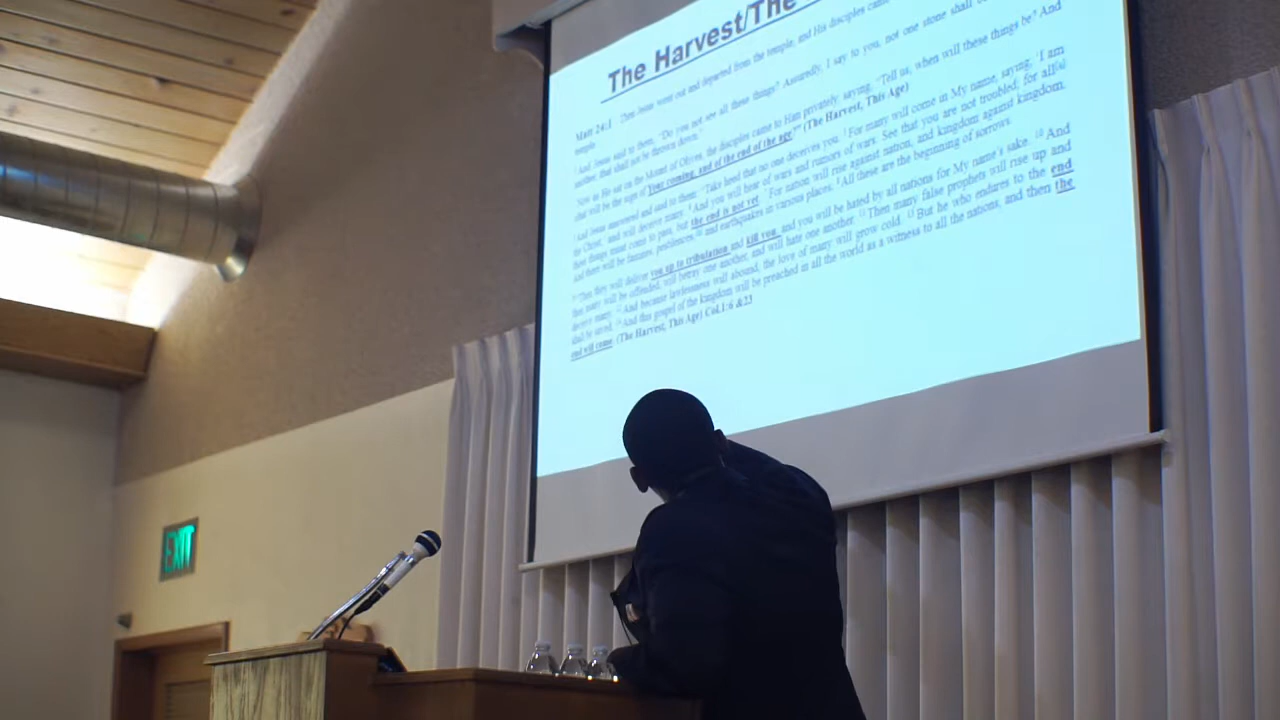 The Harvest/The
Matt 24:1 Then Jesus went out and departed from the temple, and His disciples came
temple.
And Jesus said to them, "Do you not see all these things? Assuredly, I say to you, not one stone shall
another, that shall not be thrown down."
Now as He sat on the Mount of Olives, the disciples came to Him privately, saying, "Tell us, when will these things be? And
what will be the sign of Your coming, and of the end of the age?" (The Harvest, This Age)
And Jesus answered and said to them: "Take heed that no one deceives you. For many will come in My name, saying, 'I am
the Christ,' and will deceive many. And you will hear of wars and rumors of wars. See that you are not troubled; for all[a]
these things must come to pass, but the end is not yet. For nation will rise against nation, and kingdom against kingdom.
And there will be famines, pestilences, and earthquakes in various places. All these are the beginning of sorrows.
"Then they will deliver you up to tribulation and kill you, and you will be hated by all nations for My name's sake. 10 And
then many will be offended, will betray one another, and will hate one another. 11 Then many false prophets will rise up and
deceive many. 12 And because lawlessness will abound, the love of many will grow cold. 13 But he who endures to the end
shall be saved. 14 And this gospel of the kingdom will be preached in all the world as a witness to all the nations, and then the
end will come. (The Harvest, This Age) Col.1:6 &23
EXIT